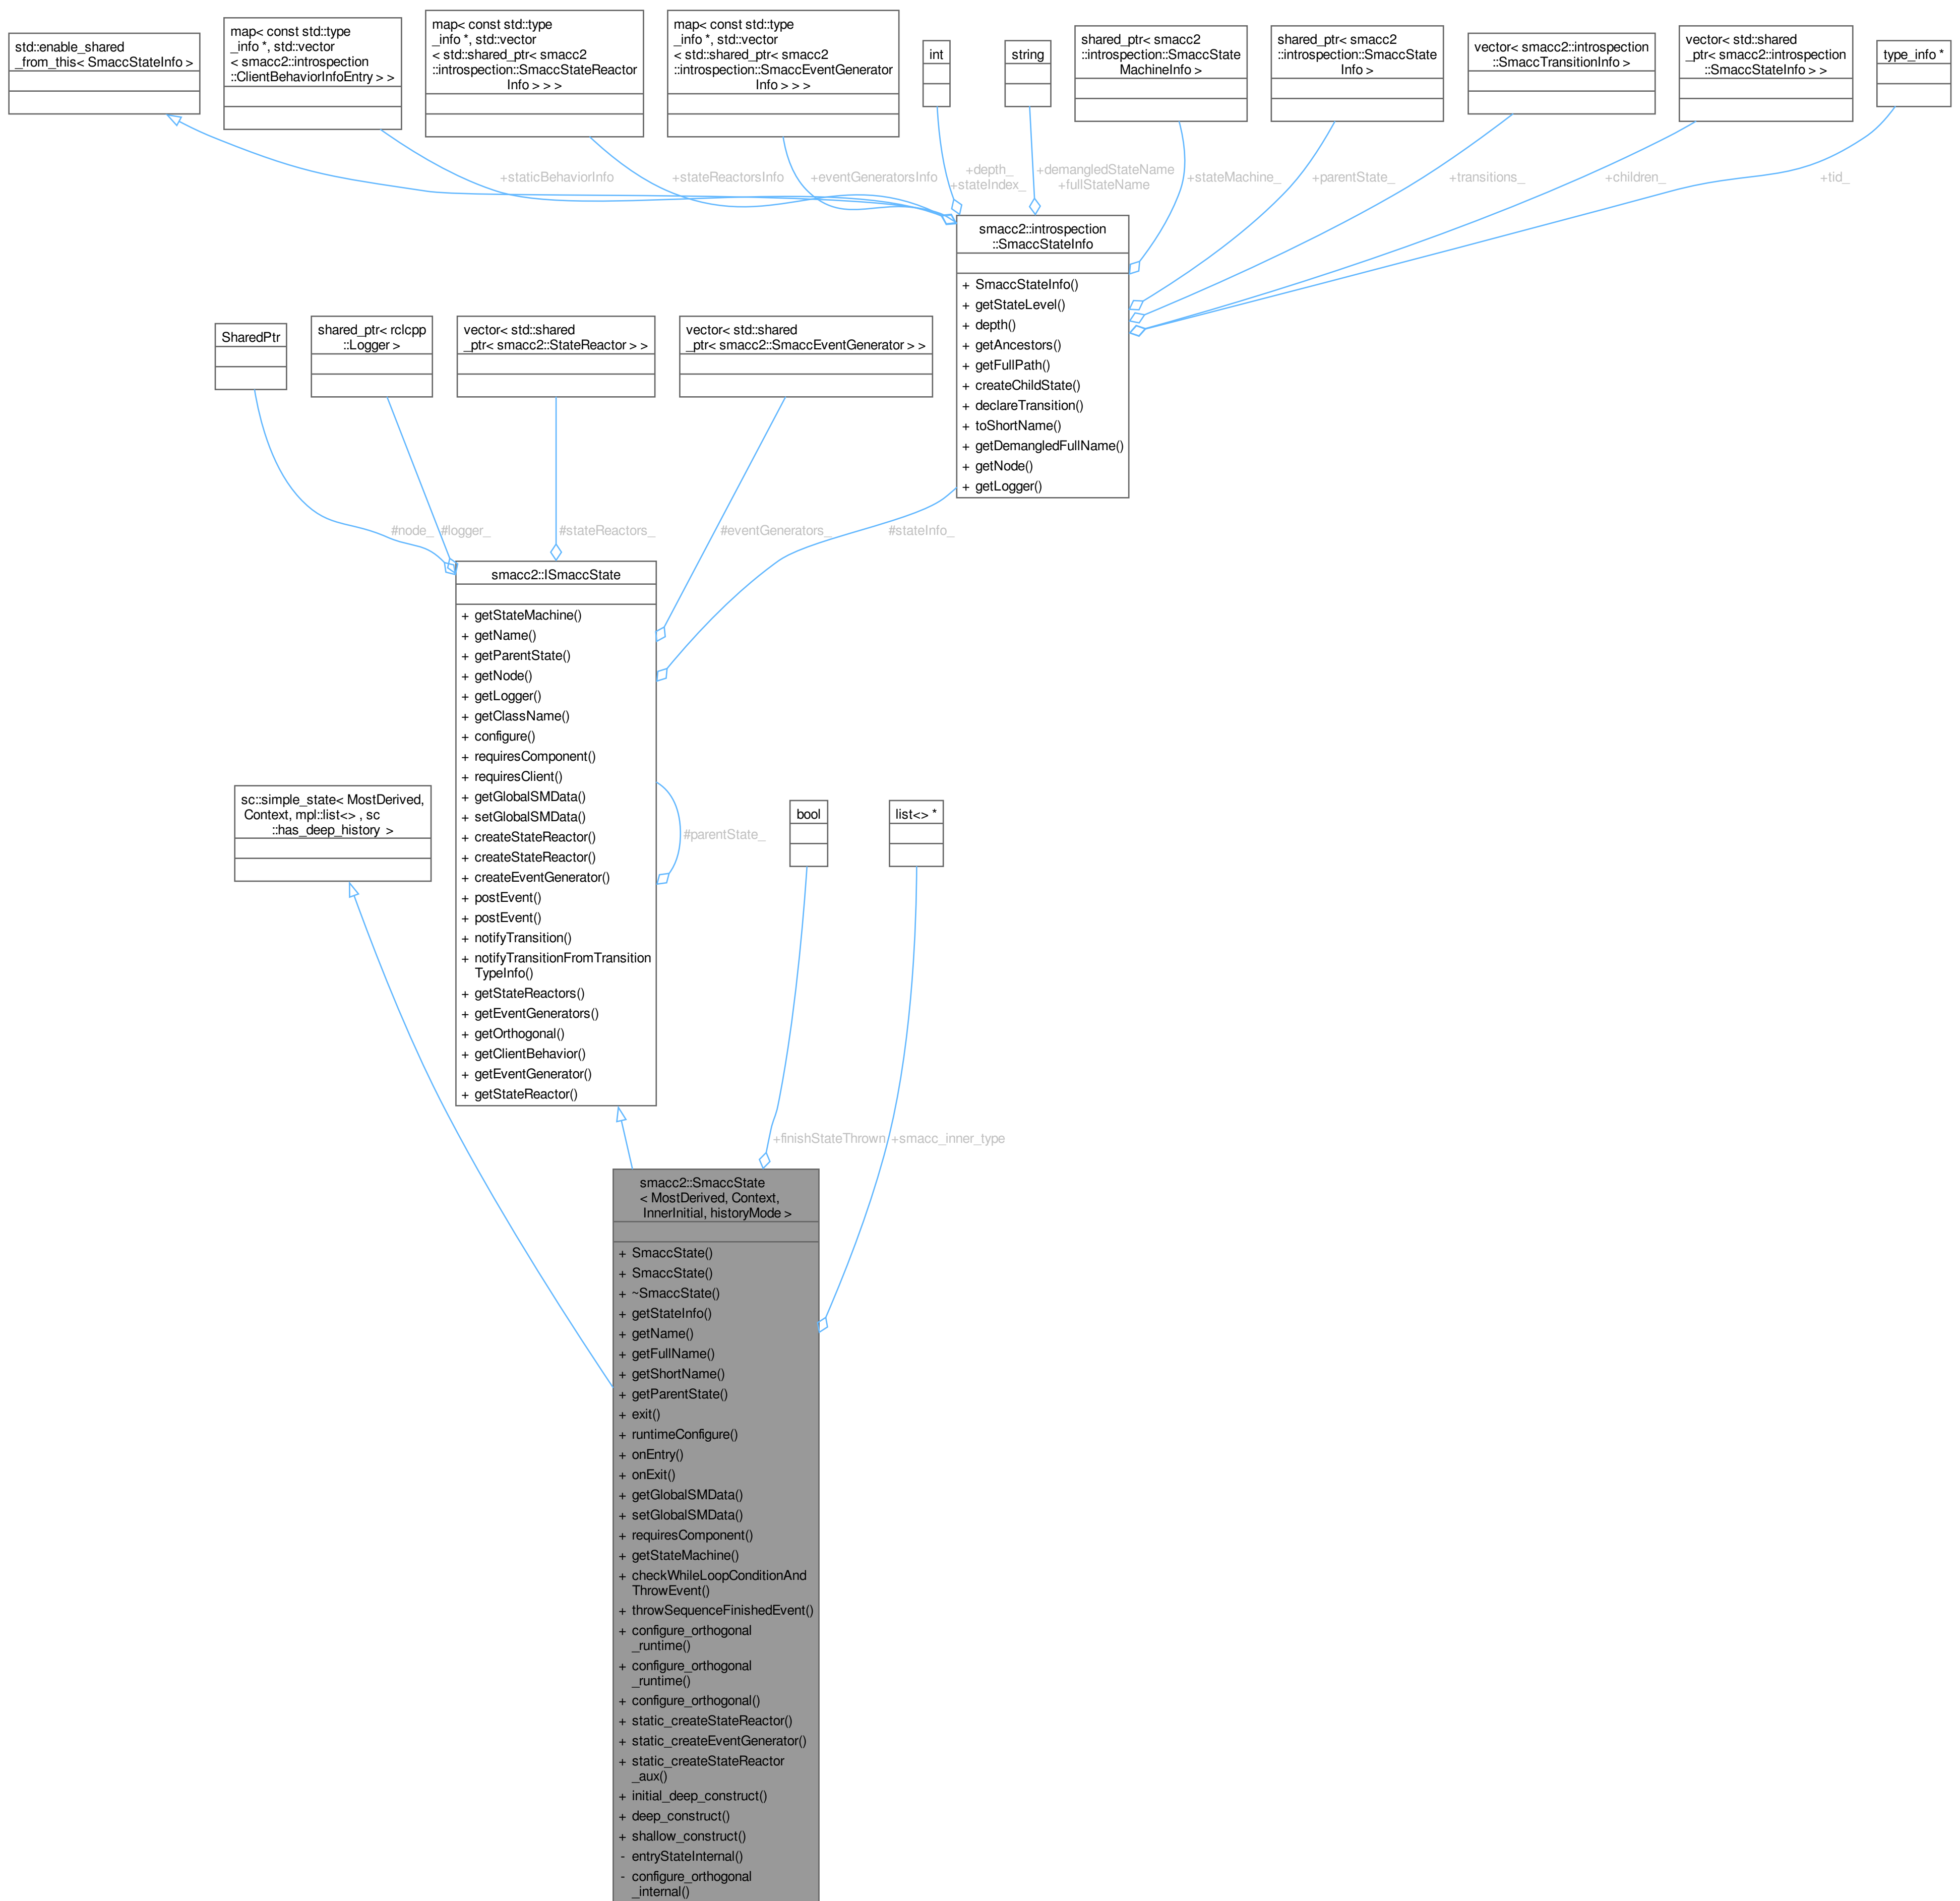 std::enable_shared
_from_this< SmaccStateInfo >
map< const std::type
_info *, std::vector
< smacc2::introspection
::ClientBehaviorInfoEntry > >
map< const std::type
_info *, std::vector
< std::shared_ptr< smacc2
::introspection::SmaccStateReactor
Info > > >
map< const std::type
_info *, std::vector
< std::shared_ptr< smacc2
::introspection::SmaccEventGenerator
Info > > >
int
string
shared_ptr< smacc2
::introspection::SmaccState
MachineInfo >
shared_ptr< smacc2
::introspection::SmaccState
Info >
vector< smacc2::introspection
::SmaccTransitionInfo >
vector< std::shared
_ptr< smacc2::introspection
::SmaccStateInfo > >
type_info *
+staticBehaviorInfo
+stateReactorsInfo
+eventGeneratorsInfo
+depth_
+stateIndex_
+demangledStateName
+fullStateName
+stateMachine_
+parentState_
+transitions_
+children_
+tid_
smacc2::introspection
::SmaccStateInfo
+ SmaccStateInfo()
+ getStateLevel()
+ depth()
+ getAncestors()
+ getFullPath()
+ createChildState()
+ declareTransition()
+ toShortName()
+ getDemangledFullName()
+ getNode()
+ getLogger()
SharedPtr
shared_ptr< rclcpp
::Logger >
vector< std::shared
_ptr< smacc2::StateReactor > >
vector< std::shared
_ptr< smacc2::SmaccEventGenerator > >
#node_
#logger_
#stateReactors_
#eventGenerators_
#stateInfo_
smacc2::ISmaccState
+ getStateMachine()
+ getName()
+ getParentState()
+ getNode()
+ getLogger()
+ getClassName()
+ configure()
+ requiresComponent()
+ requiresClient()
+ getGlobalSMData()
+ setGlobalSMData()
+ createStateReactor()
+ createStateReactor()
+ createEventGenerator()
+ postEvent()
+ postEvent()
+ notifyTransition()
+ notifyTransitionFromTransition
TypeInfo()
+ getStateReactors()
+ getEventGenerators()
+ getOrthogonal()
+ getClientBehavior()
+ getEventGenerator()
+ getStateReactor()
#parentState_
sc::simple_state< MostDerived,
Context, mpl::list<> , sc
::has_deep_history >
bool
list<> *
+finishStateThrown
+smacc_inner_type
smacc2::SmaccState
< MostDerived, Context,
InnerInitial, historyMode >
+ SmaccState()
+ SmaccState()
+ ~SmaccState()
+ getStateInfo()
+ getName()
+ getFullName()
+ getShortName()
+ getParentState()
+ exit()
+ runtimeConfigure()
+ onEntry()
+ onExit()
+ getGlobalSMData()
+ setGlobalSMData()
+ requiresComponent()
+ getStateMachine()
+ checkWhileLoopConditionAnd
ThrowEvent()
+ throwSequenceFinishedEvent()
+ configure_orthogonal
_runtime()
+ configure_orthogonal
_runtime()
+ configure_orthogonal()
+ static_createStateReactor()
+ static_createEventGenerator()
+ static_createStateReactor
_aux()
+ initial_deep_construct()
+ deep_construct()
+ shallow_construct()
- entryStateInternal()
- configure_orthogonal
_internal()